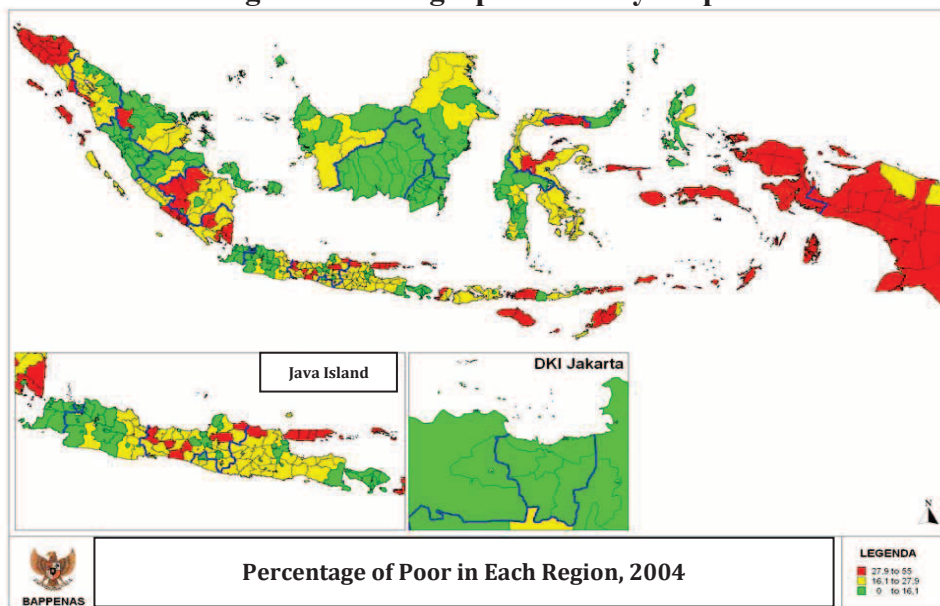 Java Island
DKI Jakarta
N
BAPPENAS
Percentage of Poor in Each Region, 2004
LEGENDA
27,9 to 55
16,1 to 27,9
0 to 16,1